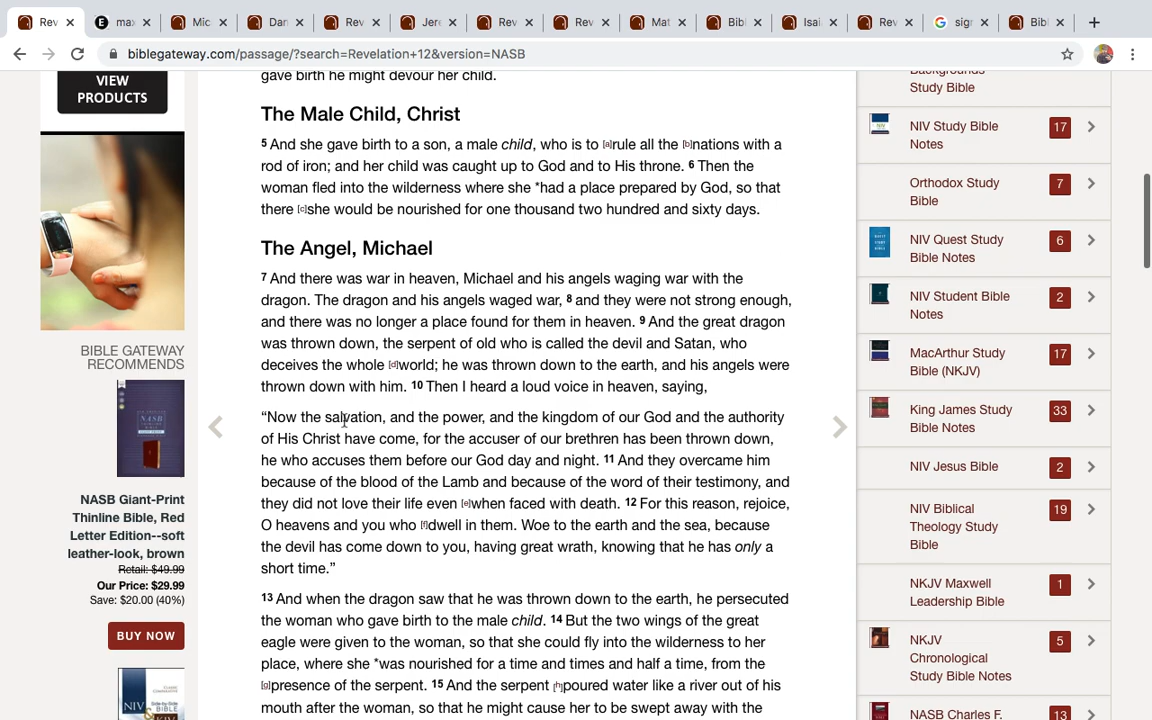 Rev
max
Mic
Dan
Rev
Jere
Rev
Rev
Mat
Bibl
Isai
Rev
sign
Bibl
biblegateway.com/passage/?search=Revelation+12&version=NASB
VIEW
PRODUCTS
BIBLE GATEWAY
RECOMMENDS
NASB Giant-Print
Thinline Bible, Red
Letter Edition--soft
leather-look, brown
Retail: $49.99
Our Price: $29.99
Save: $20.00 (40%)
BUY NOW
gave birth he might devour her child.
The Male Child, Christ
5 And she gave birth to a son, a male child, who is to [a]rule all the [b]nations with a
rod of iron; and her child was caught up to God and to His throne. 6 Then the
woman fled into the wilderness where she *had a place prepared by God, so that
there [c]she would be nourished for one thousand two hundred and sixty days.
The Angel, Michael
7 And there was war in heaven, Michael and his angels waging war with the
dragon. The dragon and his angels waged war, 8 and they were not strong enough,
and there was no longer a place found for them in heaven. 9 And the great dragon
was thrown down, the serpent of old who is called the devil and Satan, who
deceives the whole [d]world; he was thrown down to the earth, and his angels were
thrown down with him. 10 Then I heard a loud voice in heaven, saying,
“Now the salvation, and the power, and the kingdom of our God and the authority
of His Christ have come, for the accuser of our brethren has been thrown down,
he who accuses them before our God day and night. 11 And they overcame him
because of the blood of the Lamb and because of the word of their testimony, and
they did not love their life even [e]when faced with death. 12 For this reason, rejoice,
O heavens and you who [f]dwell in them. Woe to the earth and the sea, because
the devil has come down to you, having great wrath, knowing that he has only a
short time.”
13 And when the dragon saw that he was thrown down to the earth, he persecuted
the woman who gave birth to the male child. 14 But the two wings of the great
eagle were given to the woman, so that she could fly into the wilderness to her
place, where she *was nourished for a time and times and half a time, from the
[g]presence of the serpent. 15 And the serpent [h]poured water like a river out of his
mouth after the woman, so that he might cause her to be swept away with the
Backgrounds
Study Bible
NIV Study Bible
Notes
17
Orthodox Study
Bible
7
NIV Quest Study
Bible Notes
6
NIV Student Bible
Notes
2
MacArthur Study
Bible (NKJV)
17
King James Study
Bible Notes
33
NIV Jesus Bible
2
NIV Biblical
Theology Study
Bible
19
NKJV Maxwell
Leadership Bible
1
NKJV
Chronological
Study Bible Notes
5
NASB Charles F.
13